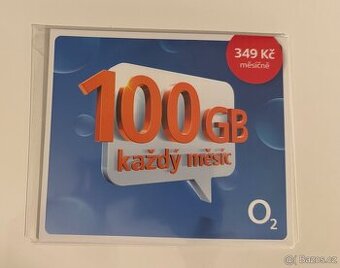 349 Kč
měsíčně
100 GB
každý měsíc
O2
© Bazos.cz